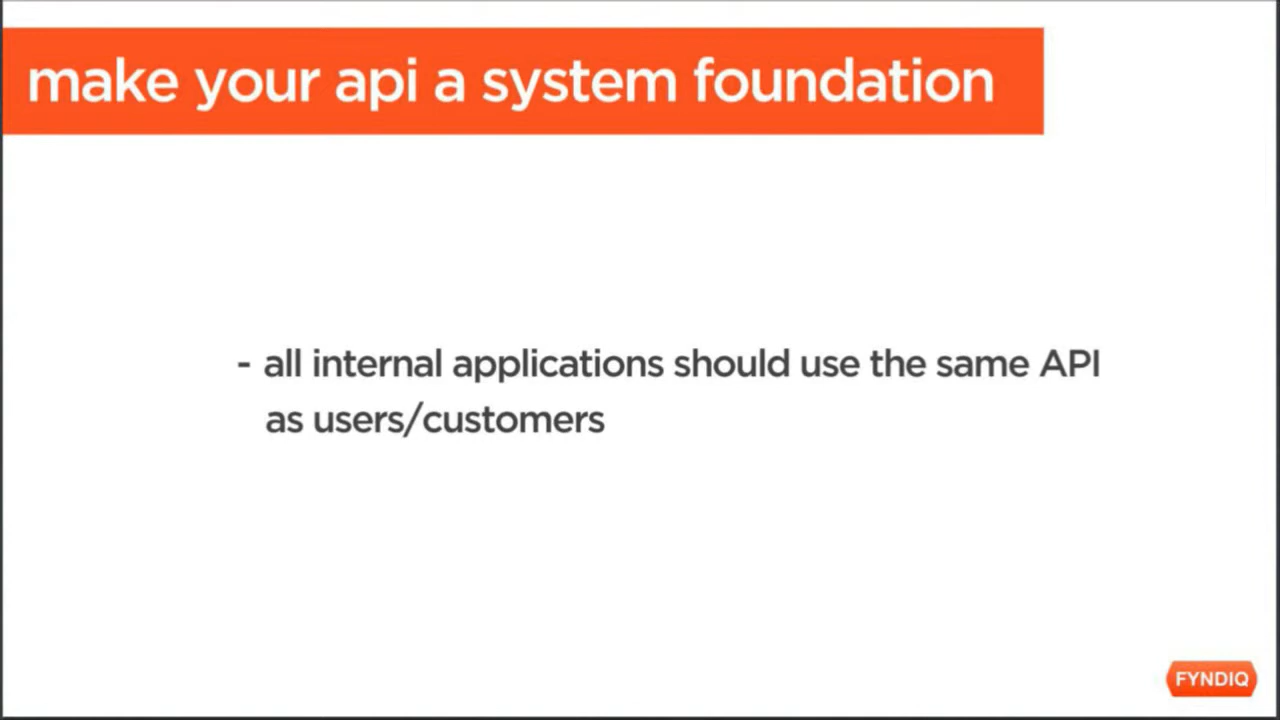 make your api a system foundation
- all internal applications should use the same API
as users/customers
FYNDIQ